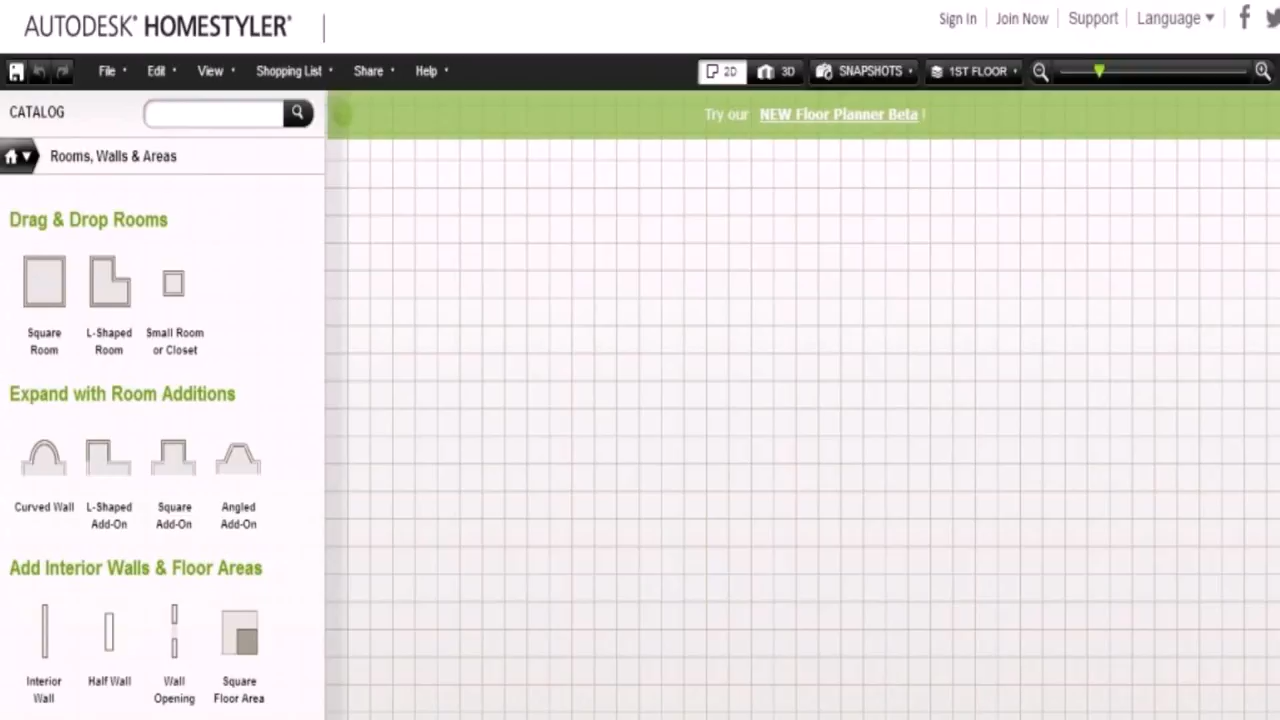 AUTODESK® HOMESTYLER®
Sign In Join Now Support Language
File Edit View Shopping List Share Help 2D 3D SNAPSHOTS 1ST FLOOR
CATALOG
Try our NEW Floor Planner Beta !
Rooms, Walls & Areas
Drag & Drop Rooms
Square Room
L-Shaped Room
Small Room or Closet
Expand with Room Additions
Curved Wall
L-Shaped Add-On
Square Add-On
Angled Add-On
Add Interior Walls & Floor Areas
Interior Wall
Half Wall
Wall Opening
Square Floor Area